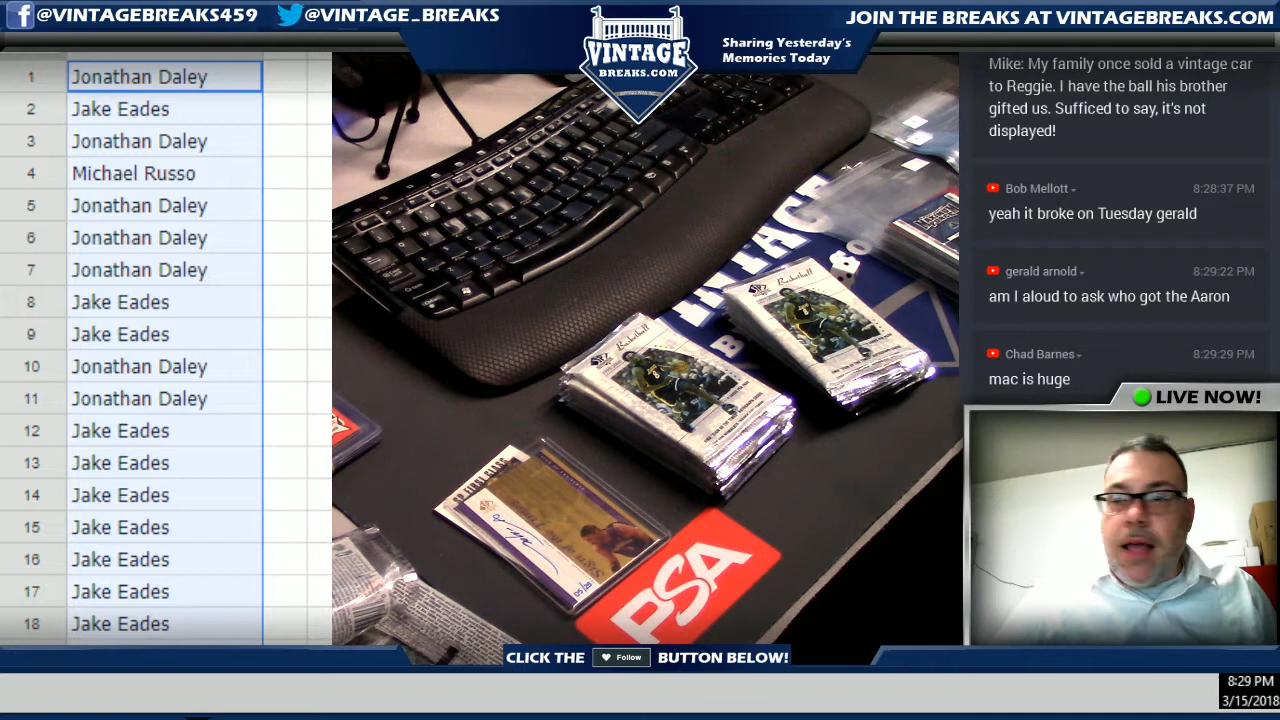 @VINTAGEBREAKS459
@VINTAGE_BREAKS
VINTAGE
BREAKS.COM
Sharing Yesterday's
Memories Today
JOIN THE BREAKS AT VINTAGEBREAKS.COM
1 Jonathan Daley
2 Jake Eades
3 Jonathan Daley
4 Michael Russo
5 Jonathan Daley
6 Jonathan Daley
7 Jonathan Daley
8 Jake Eades
9 Jake Eades
10 Jonathan Daley
11 Jonathan Daley
12 Jake Eades
13 Jake Eades
14 Jake Eades
15 Jake Eades
16 Jake Eades
17 Jake Eades
18 Jake Eades
Basketball
Basketball
SP FIRST CLASS
PSA
Mike: My family once sold a vintage car
to Reggie. I have the ball his brother
gifted us. Sufficed to say, it's not
displayed!
Bob Mellott 8:28:37 PM
yeah it broke on Tuesday gerald
gerald arnold 8:29:22 PM
am I aloud to ask who got the Aaron
Chad Barnes 8:29:29 PM
mac is huge
LIVE NOW!
CLICK THE Follow BUTTON BELOW!
8:29 PM
3/15/2018